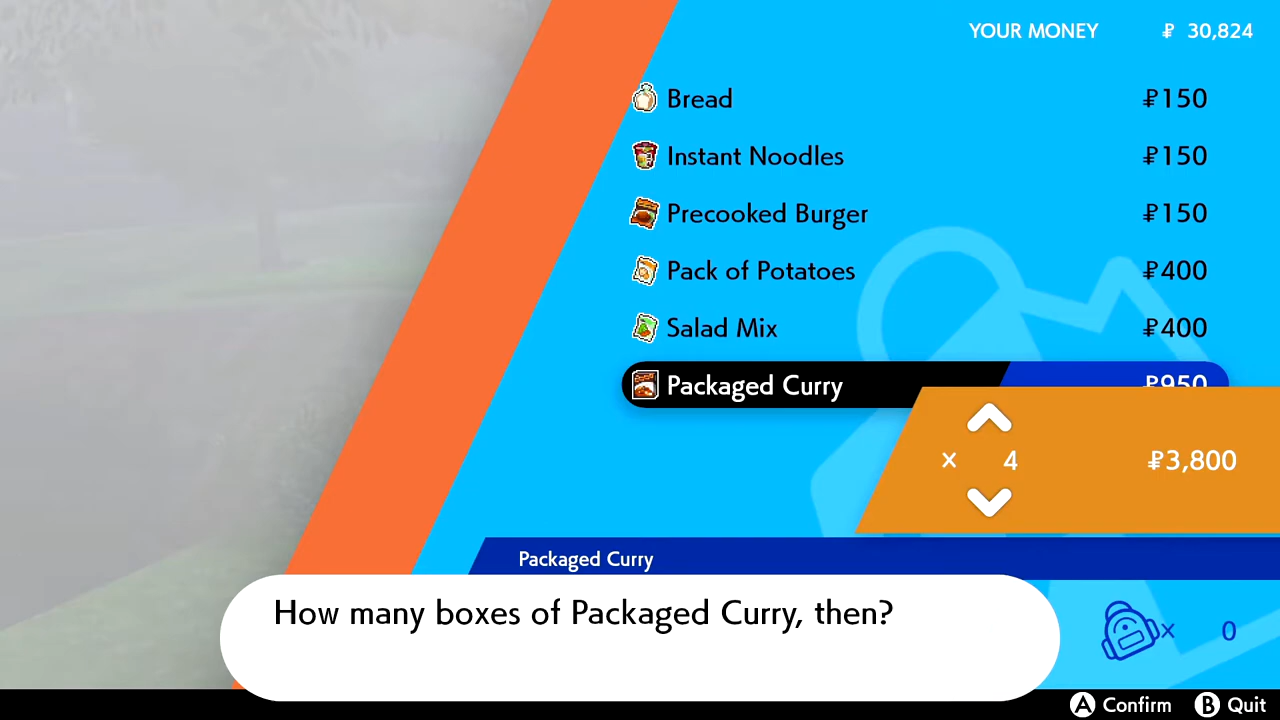 YOUR MONEY ₽ 30,824
Bread ₽150
Instant Noodles ₽150
Precooked Burger ₽150
Pack of Potatoes ₽400
Salad Mix ₽400
Packaged Curry ₽950
× 4 ₽3,800
Packaged Curry
How many boxes of Packaged Curry, then?
× 0
A Confirm B Quit